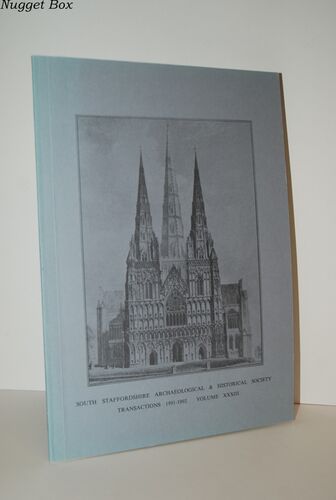 Nugget Box
SOUTH STAFFORDSHIRE ARCHAEOLOGICAL & HISTORICAL SOCIETY
TRANSACTIONS 1991-1992 VOLUME XXXIII